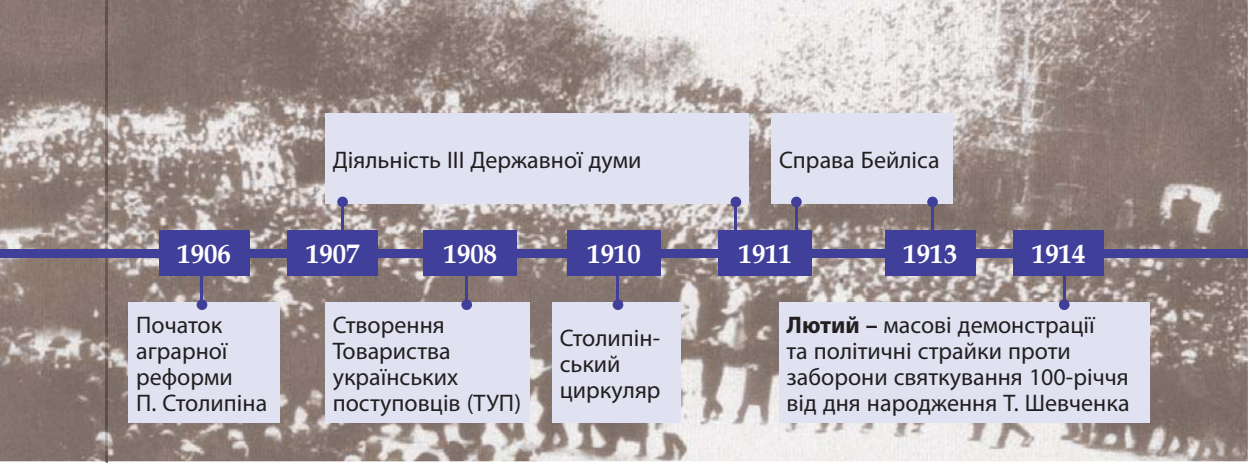 Діяльність ІІІ Державної думи
Справа Бейліса
1906
1907
1908
1910
1911
1913
1914
Початок
аграрної
реформи
П. Столипіна
Створення
Товариства
українських
поступовців (ТУП)
Столипін-
ський
циркуляр
Лютий – масові демонстрації
та політичні страйки проти
заборони святкування 100-річчя
від дня народження Т. Шевченка